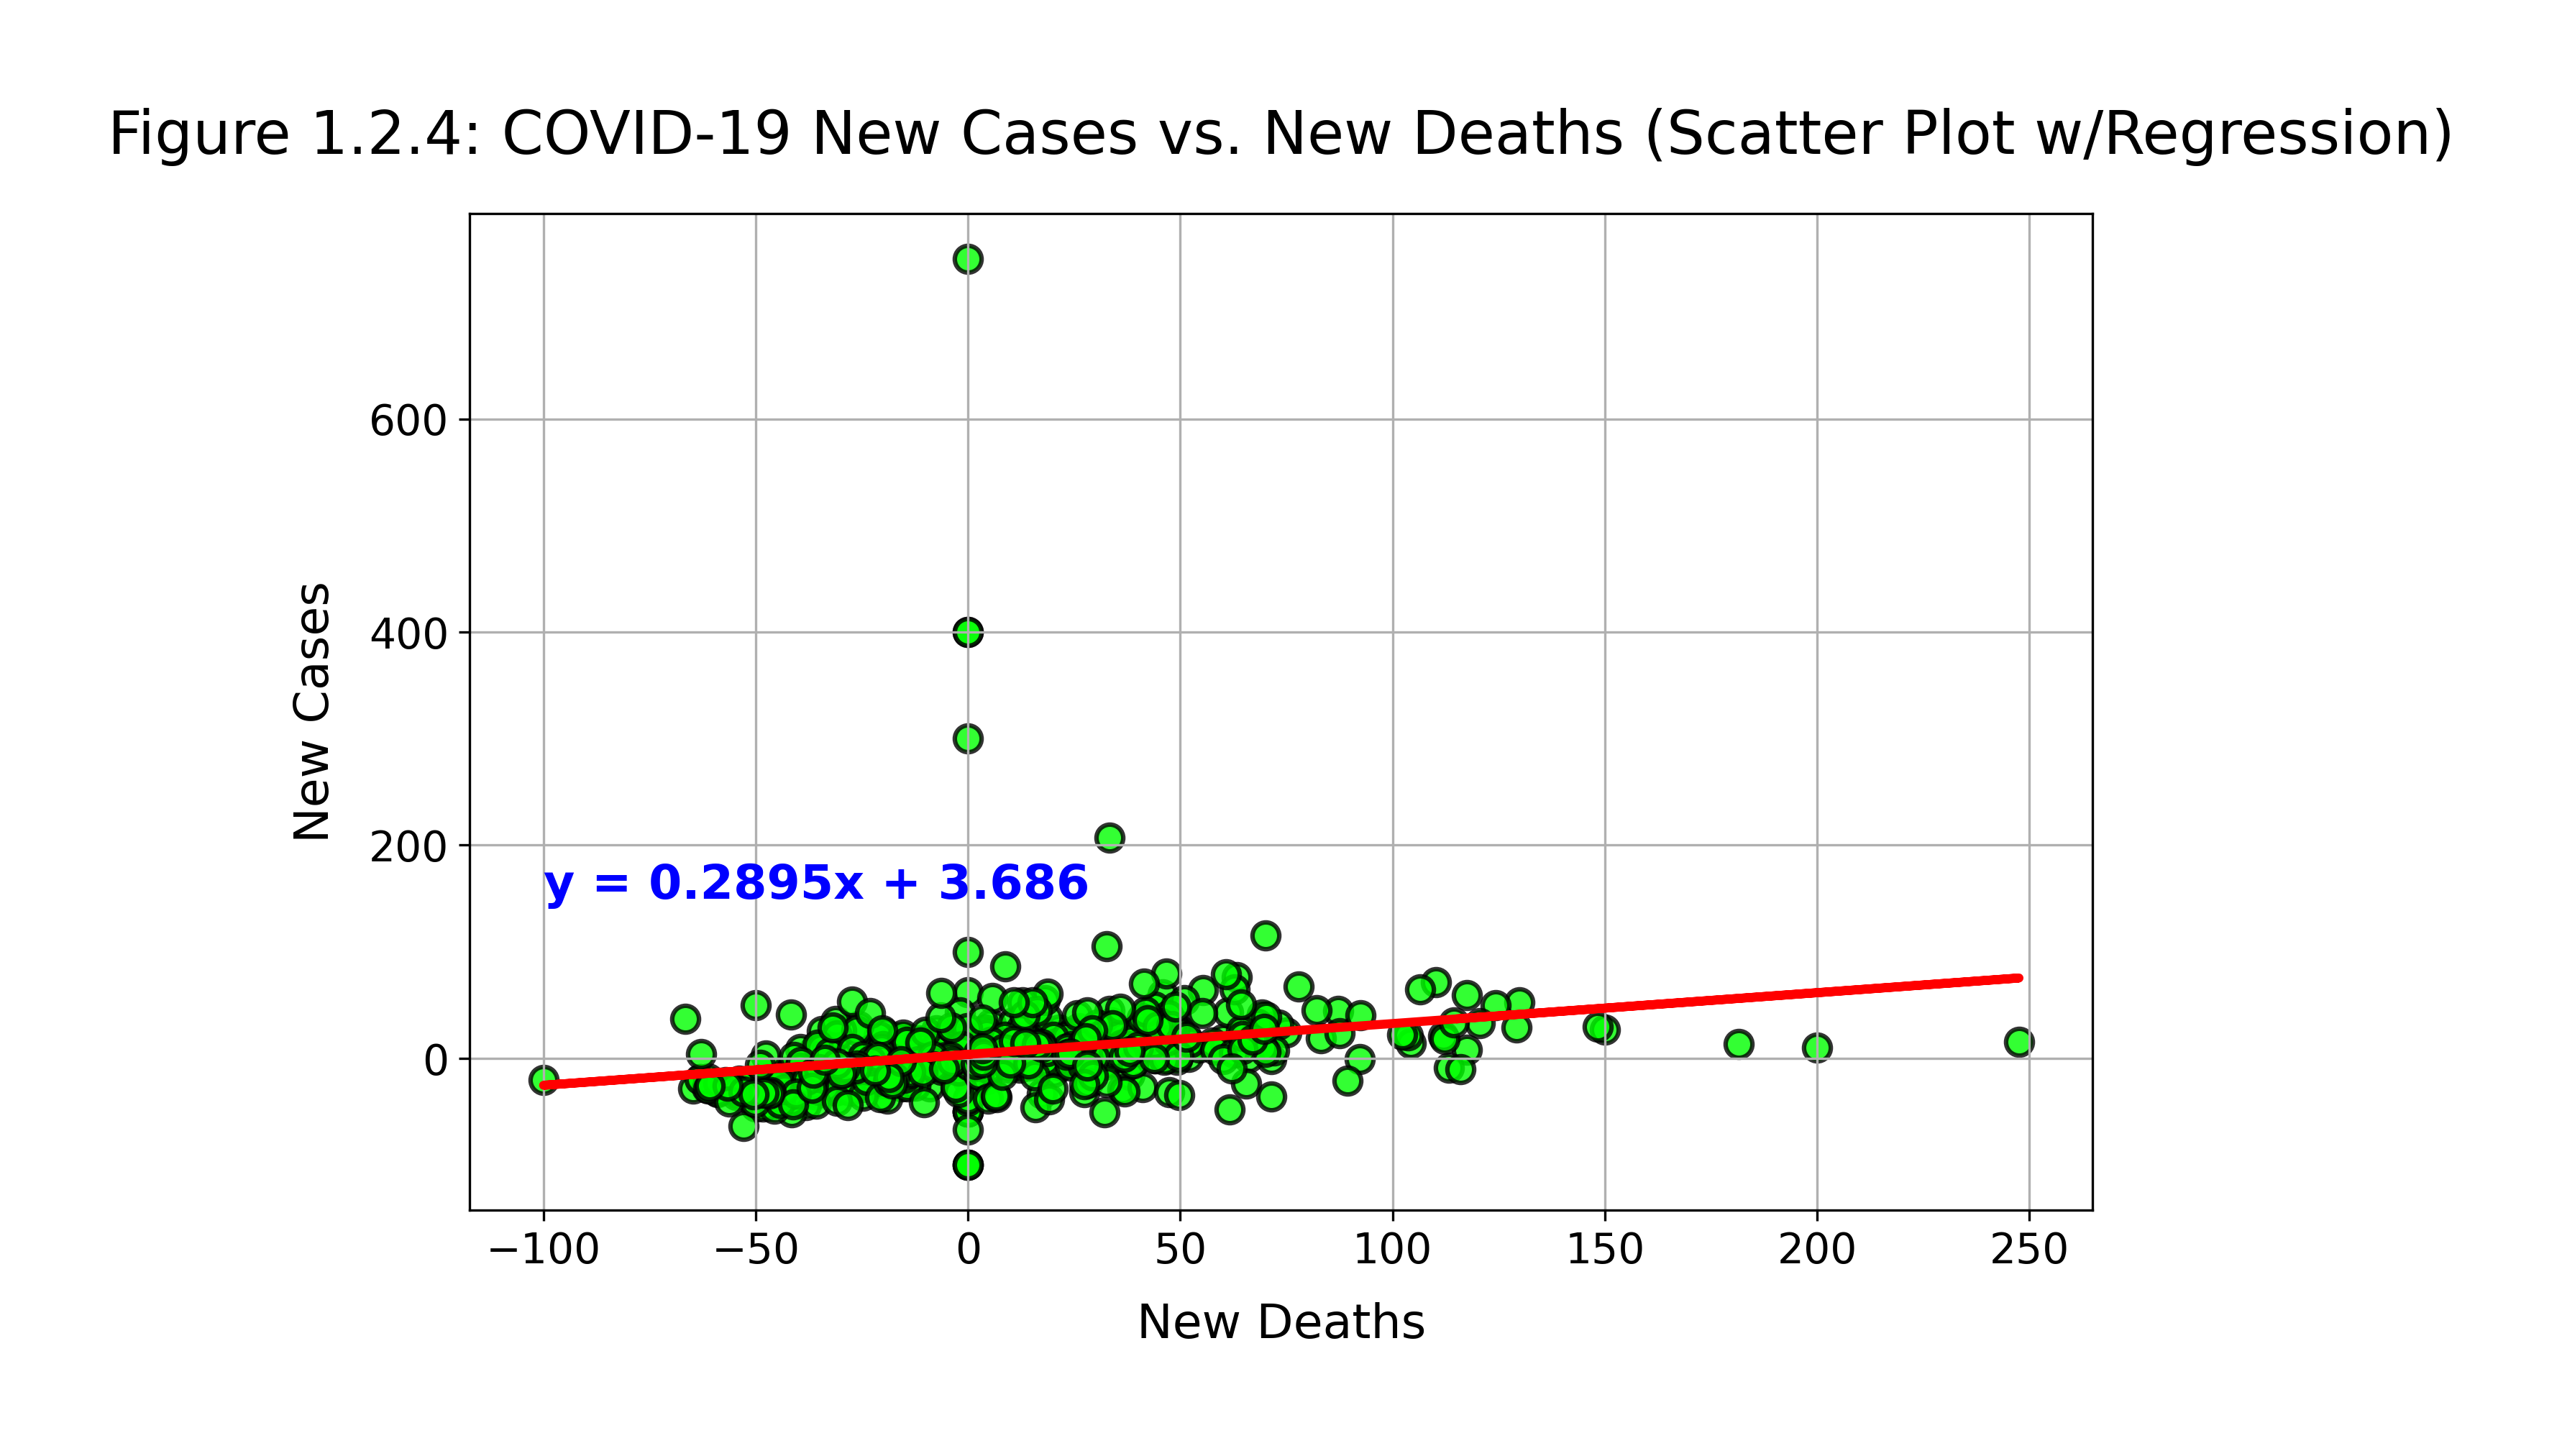 Figure 1.2.4: COVID-19 New Cases vs. New Deaths (Scatter Plot w/Regression)
New Cases
600
400
200
0
y = 0.2895x + 3.686
−100 −50 0 50 100 150 200 250
New Deaths